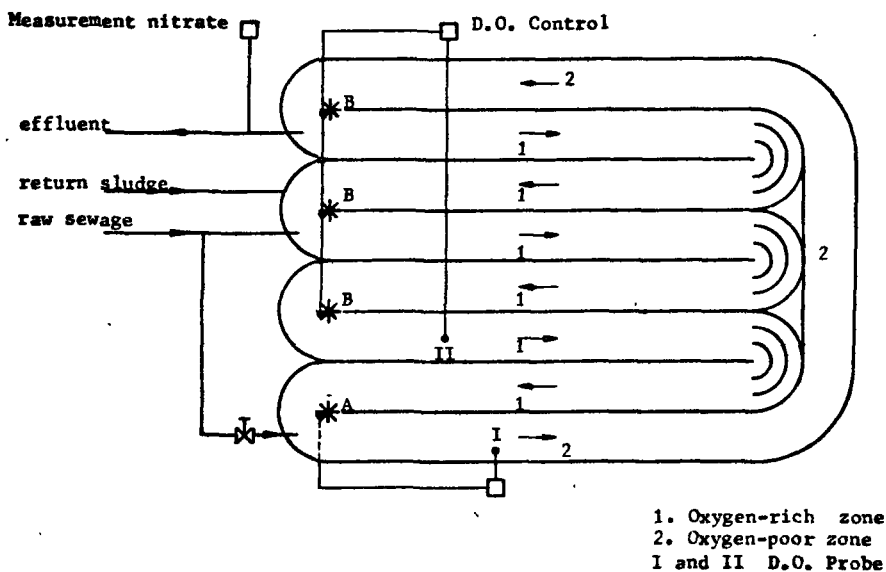 Measurement nitrate
D.O. Control
2
B
effluent
1
return sludge
1
B
raw sewage
1
2
1
B
1
II
1
A
I
2
1. Oxygen-rich zone
2. Oxygen-poor zone
I and II D.O. Probe